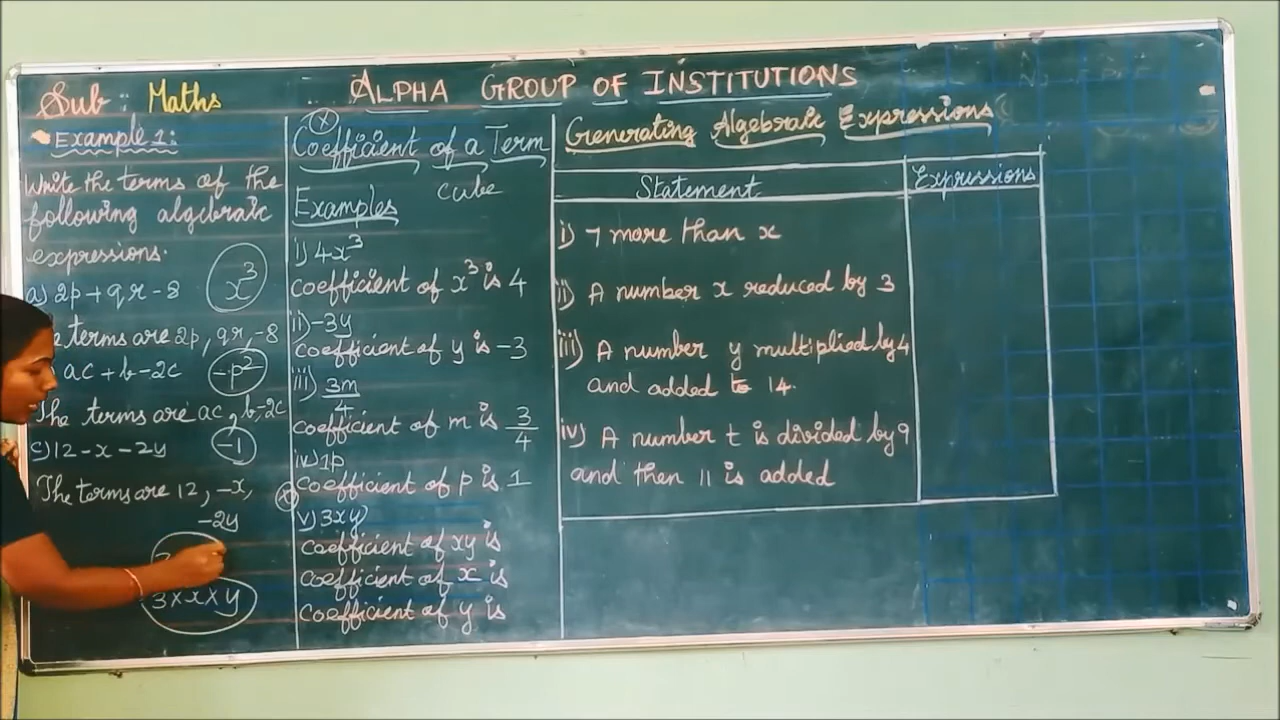 Sub : Maths
ALPHA GROUP OF INSTITUTIONS
Example 1:
Write the terms of the
following algebraic
expressions.
x³
a) 2p + qr - 8
terms are 2p, qr, -8
ac + b - 2c
-p²
The terms are ac, b, -2c
c) 12 - x - 2y
-1
The terms are 12, -x,
-2y
3×x×y
(x)
Coefficient of a Term
cube
Examples
i) 4x³
coefficient of x³ is 4
ii) -3y
coefficient of y is -3
iii) 3m/4
coefficient of m is 3/4
iv) 1p
coefficient of p is 1
v) 3xy
coefficient of xy is
coefficient of x is
coefficient of y is
Generating Algebraic Expressions
Statement
Expressions
i) 7 more than x
ii) A number x reduced by 3
iii) A number y multiplied by 4
and added to 14.
iv) A number t is divided by 9
and then 11 is added